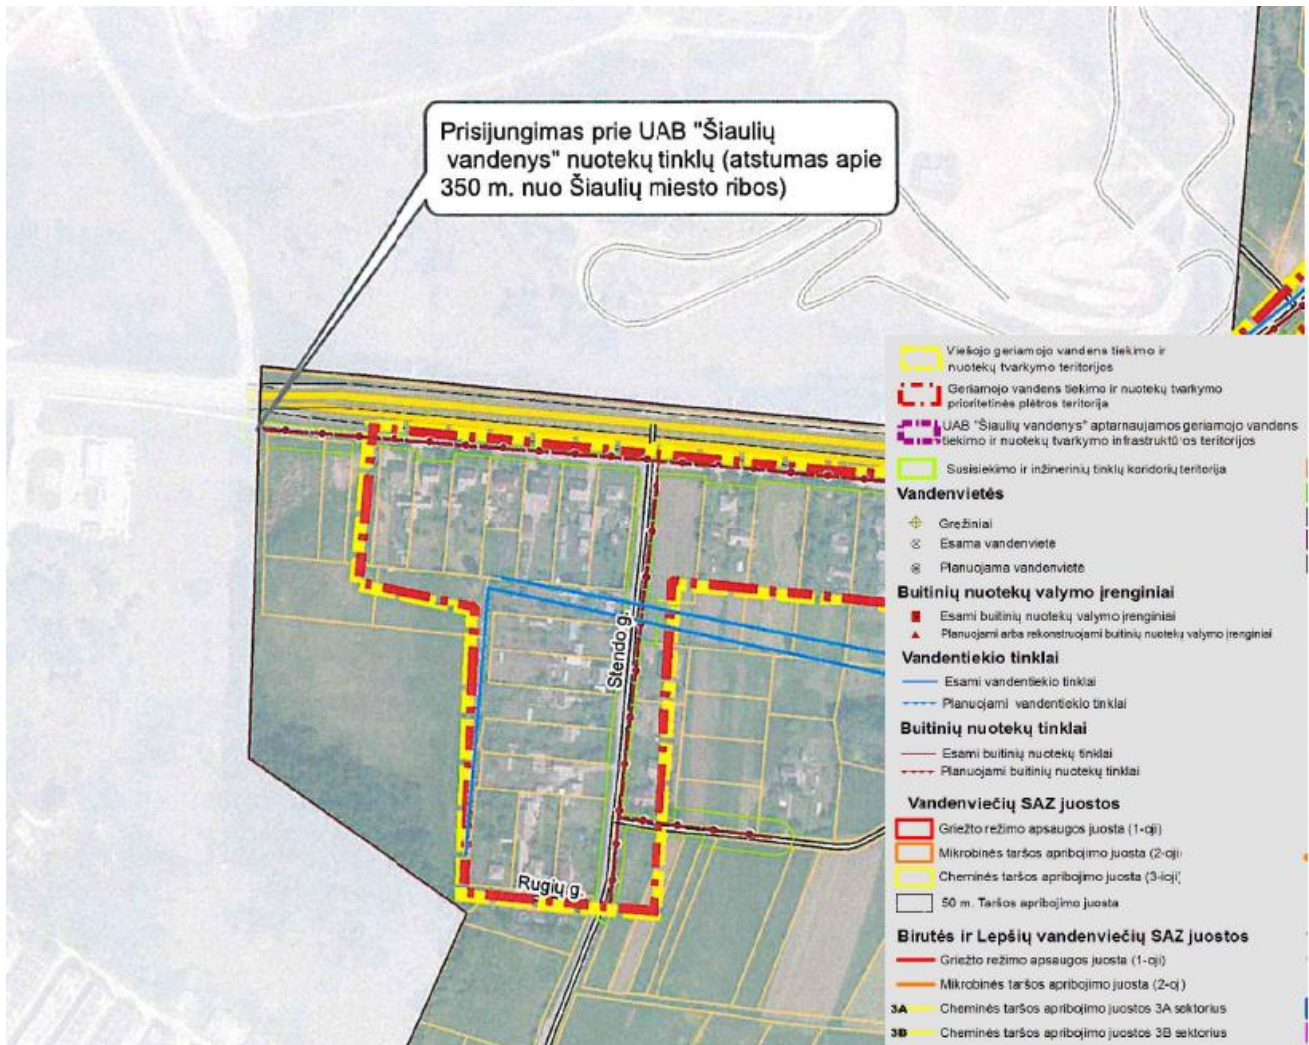 Prisijungimas prie UAB "Šiaulių
vandenys" nuotekų tinklų (atstumas apie
350 m. nuo Šiaulių miesto ribos)
Viešojo geriamojo vandens tiekimo ir
nuotekų tvarkymo teritorijos
Geriamojo vandens tiekimo ir nuotekų tvarkymo
prioritetinės plėtros teritorija
UAB "Šiaulių vandenys" aptarnaujamos geriamojo vandens
tiekimo ir nuotekų tvarkymo infrastruktūros teritorijos
Susisiekimo ir inžinerinių tinklų koridorių teritorija
Vandenvietės
Gręžiniai
Esama vandenvietė
Planuojama vandenvietė
Buitinių nuotekų valymo įrenginiai
Esami buitinių nuotekų valymo įrenginiai
Planuojami arba rekonstruojami buitinių nuotekų valymo įrenginiai
Vandentiekio tinklai
Esami vandentiekio tinklai
Planuojami vandentiekio tinklai
Buitinių nuotekų tinklai
Esami buitinių nuotekų tinklai
Planuojami buitinių nuotekų tinklai
Vandenviečių SAZ juostos
Griežto režimo apsaugos juosta (1-oji)
Mikrobinės taršos apribojimo juosta (2-oji)
Cheminės taršos apribojimo juosta (3-ioji)
50 m. Taršos apribojimo juosta
Birutės ir Lepšių vandenviečių SAZ juostos
Griežto režimo apsaugos juosta (1-oji)
Mikrobinės taršos apribojimo juosta (2-oj)
3A Cheminės taršos apribojimo juostos 3A sektorius
3B Cheminės taršos apribojimo juostos 3B sektorius
Stendo g.
Rugių g.